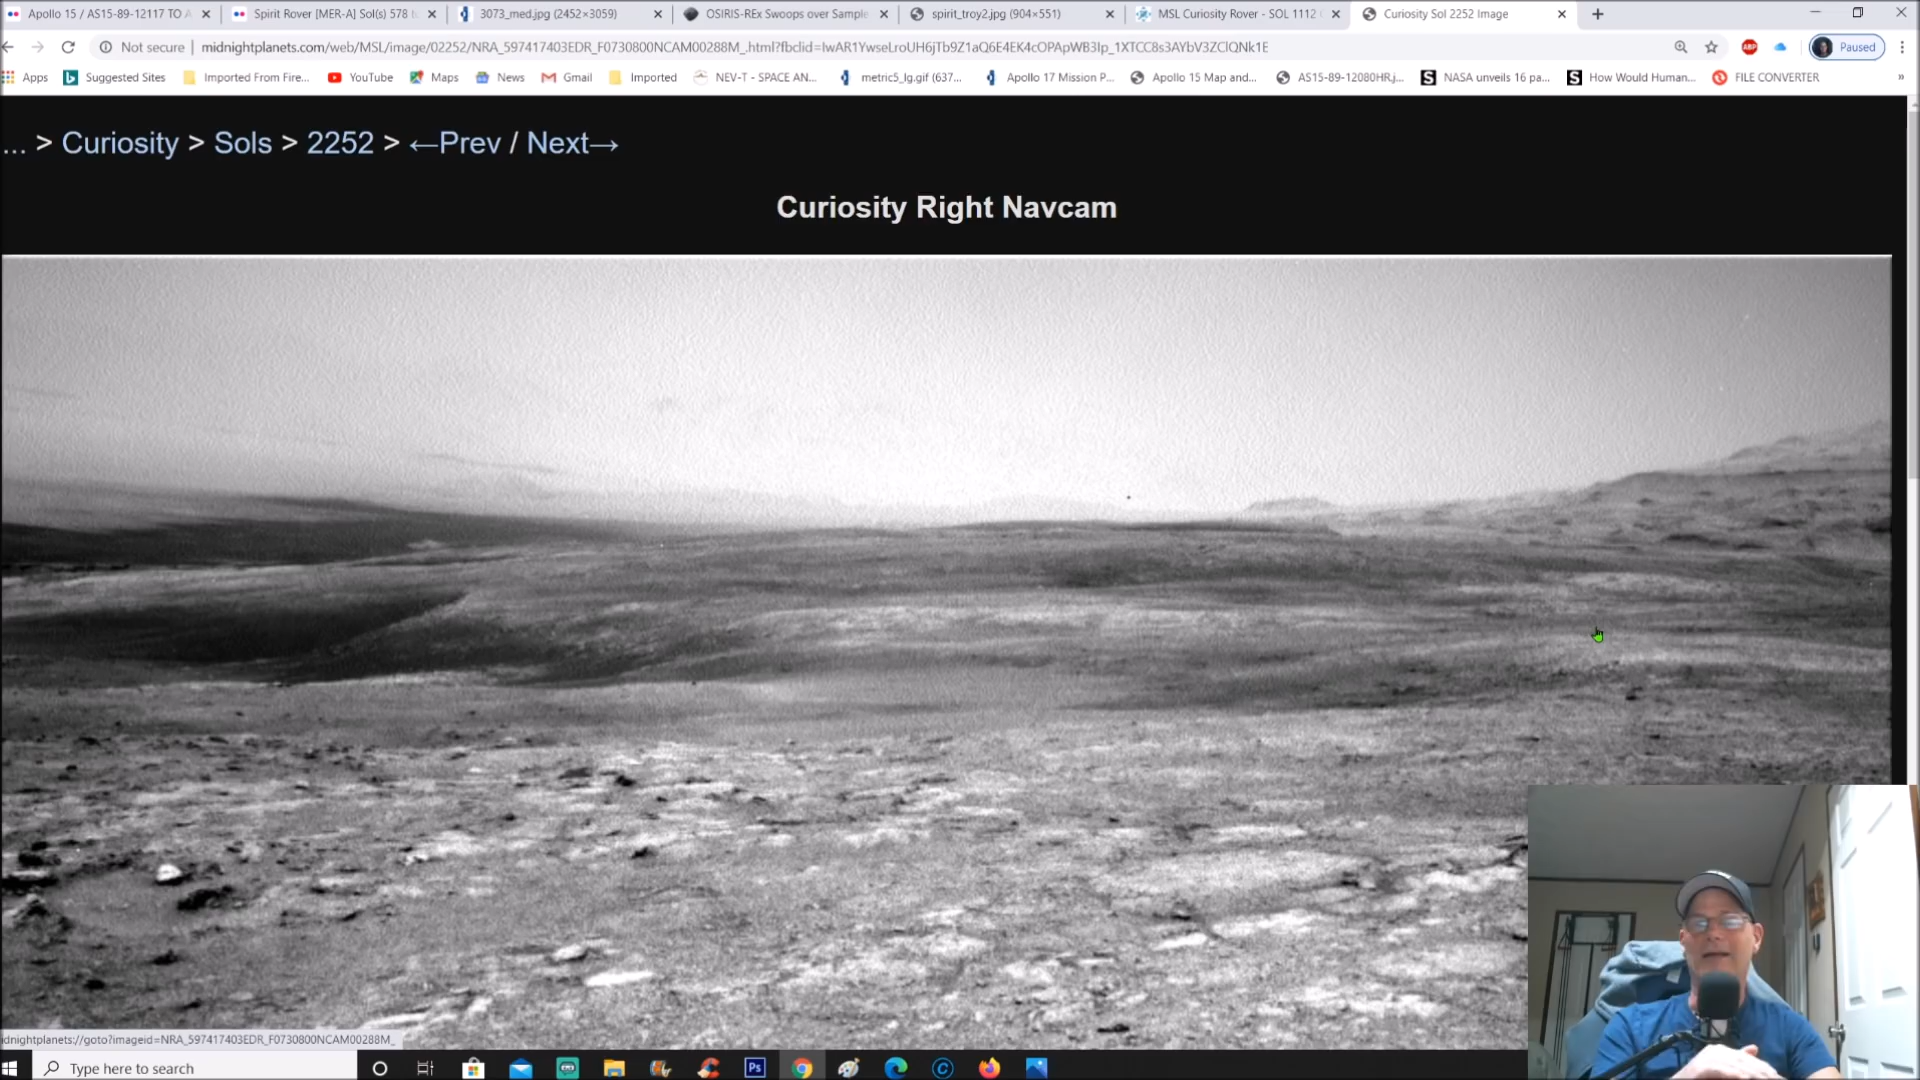 Apollo 15 / AS15-89-12117 TO A
Spirit Rover [MER-A] Sol(s) 578 t
3073_med.jpg (2452×3059)
OSIRIS-REx Swoops over Sample
spirit_troy2.jpg (904×551)
MSL Curiosity Rover - SOL 1112
Curiosity Sol 2252 Image
Not secure
midnightplanets.com/web/MSL/image/02252/NRA_597417403EDR_F0730800NCAM00288M_.html?fbclid=IwAR1YwseLroUH6jTb9Z1aQ6E4EK4cOPApWB3Ip_1XTCC8s3AYbV3ZClQNk1E
ABP
Paused
Apps
Suggested Sites
Imported From Fire...
YouTube
Maps
News
Gmail
Imported
NEV-T - SPACE AN...
metric5_lg.gif (637...
Apollo 17 Mission P...
Apollo 15 Map and...
AS15-89-12080HR.j...
NASA unveils 16 pa...
How Would Human...
FILE CONVERTER
... > Curiosity > Sols > 2252 > ←Prev / Next→
Curiosity Right Navcam
idnightplanets://goto?imageid=NRA_597417403EDR_F0730800NCAM00288M_
Type here to search
Ps